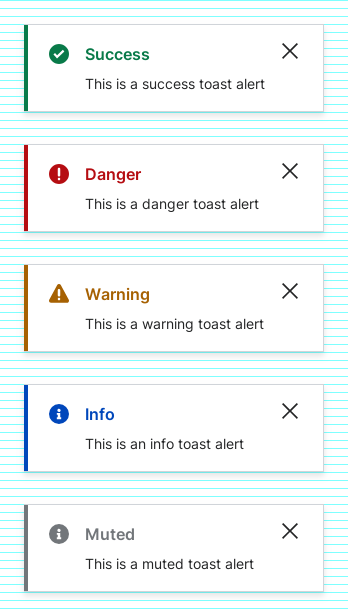 Success
This is a success toast alert
Danger
This is a danger toast alert
Warning
This is a warning toast alert
Info
This is an info toast alert
Muted
This is a muted toast alert